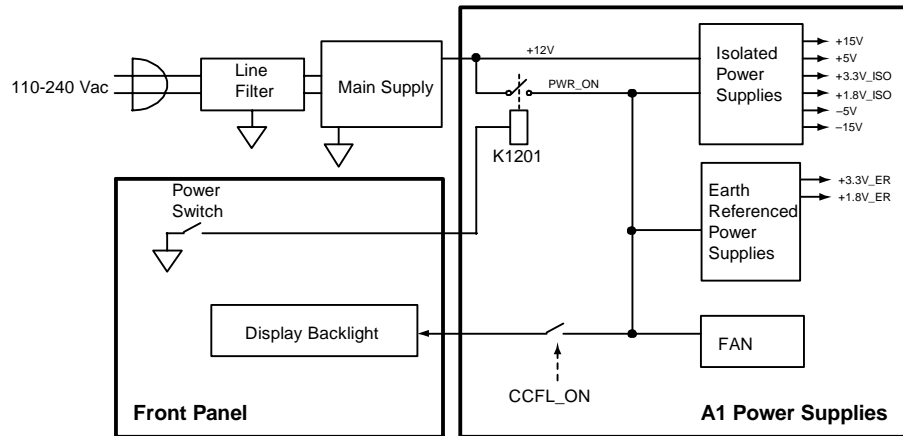 110-240 Vac
Line
Filter
Main Supply
+12V
PWR_ON
K1201
Isolated
Power
Supplies
+15V
+5V
+3.3V_ISO
+1.8V_ISO
–5V
–15V
Power
Switch
Earth
Referenced
Power
Supplies
+3.3V_ER
+1.8V_ER
Display Backlight
CCFL_ON
FAN
Front Panel
A1 Power Supplies